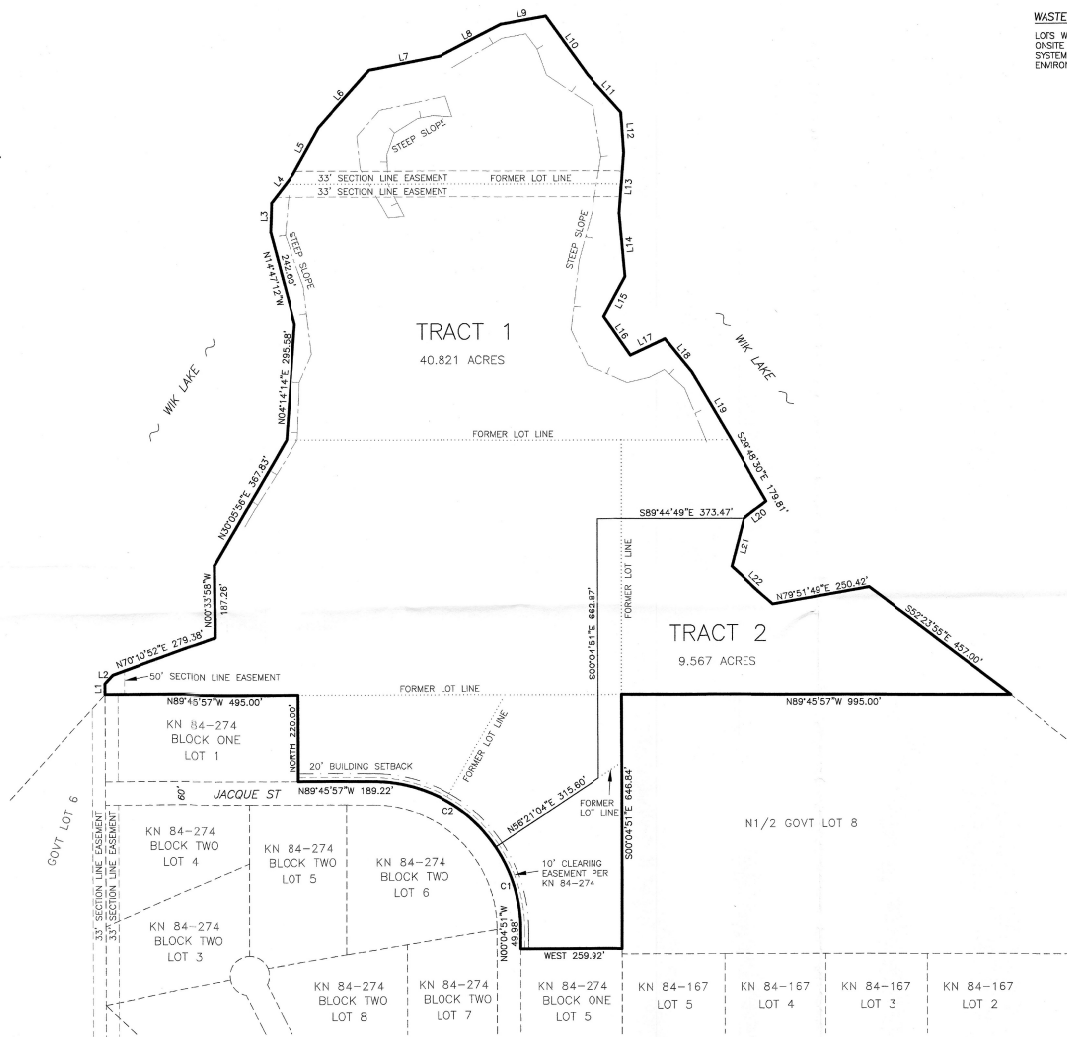 WASTE
LOTS W
ONSITE
SYSTEM
ENVIRON
L9
L8
L10
L7
L6
L11
L12
L5
STEEP SLOPE
L4
33' SECTION LINE EASEMENT
FORMER LOT LINE
33' SECTION LINE EASEMENT
L13
L3
L14
STEEP SLOPE
STEEP SLOPE
N14°47'12"W
L15
L16
L17
L18
TRACT 1
40.821 ACRES
WIK LAKE
WIK LAKE
N04°14'14"E 295.58'
L19
FORMER LOT LINE
S29°48'30"E 179.81'
N30°05'56"E 367.83'
S89°44'49"E 373.47'
L20
L21
FORMER LOT LINE
L22
N00°33'58"W
187.26'
N79°51'49"E 250.42'
S52°23'55"E 457.00'
S00°04'51"E
TRACT 2
9.567 ACRES
N70°10'52"E 279.38'
L2
L1
50' SECTION LINE EASEMENT
FORMER LOT LINE
N89°45'57"W 495.00'
N89°45'57"W 995.00'
KN 84-274
BLOCK ONE
LOT 1
NORTH 220.00'
FORMER LOT LINE
20' BUILDING SETBACK
N89°45'57"W 189.22'
60'
JACQUE ST
C2
N56°21'04"E 315.60'
FORMER
LOT LINE
S00°04'51"E 646.84'
N1/2 GOVT LOT 8
GOVT LOT 6
KN 84-274
BLOCK TWO
LOT 4
KN 84-274
BLOCK TWO
LOT 5
KN 84-274
BLOCK TWO
LOT 6
10' CLEARING
EASEMENT PER
KN 84-274
C1
33' SECTION LINE EASEMENT
33' SECTION LINE EASEMENT
KN 84-274
BLOCK TWO
LOT 3
N00°04'51"W
49.98'
WEST 259.92'
KN 84-274
BLOCK TWO
LOT 8
KN 84-274
BLOCK TWO
LOT 7
KN 84-274
BLOCK ONE
LOT 5
KN 84-167
LOT 5
KN 84-167
LOT 4
KN 84-167
LOT 3
KN 84-167
LOT 2